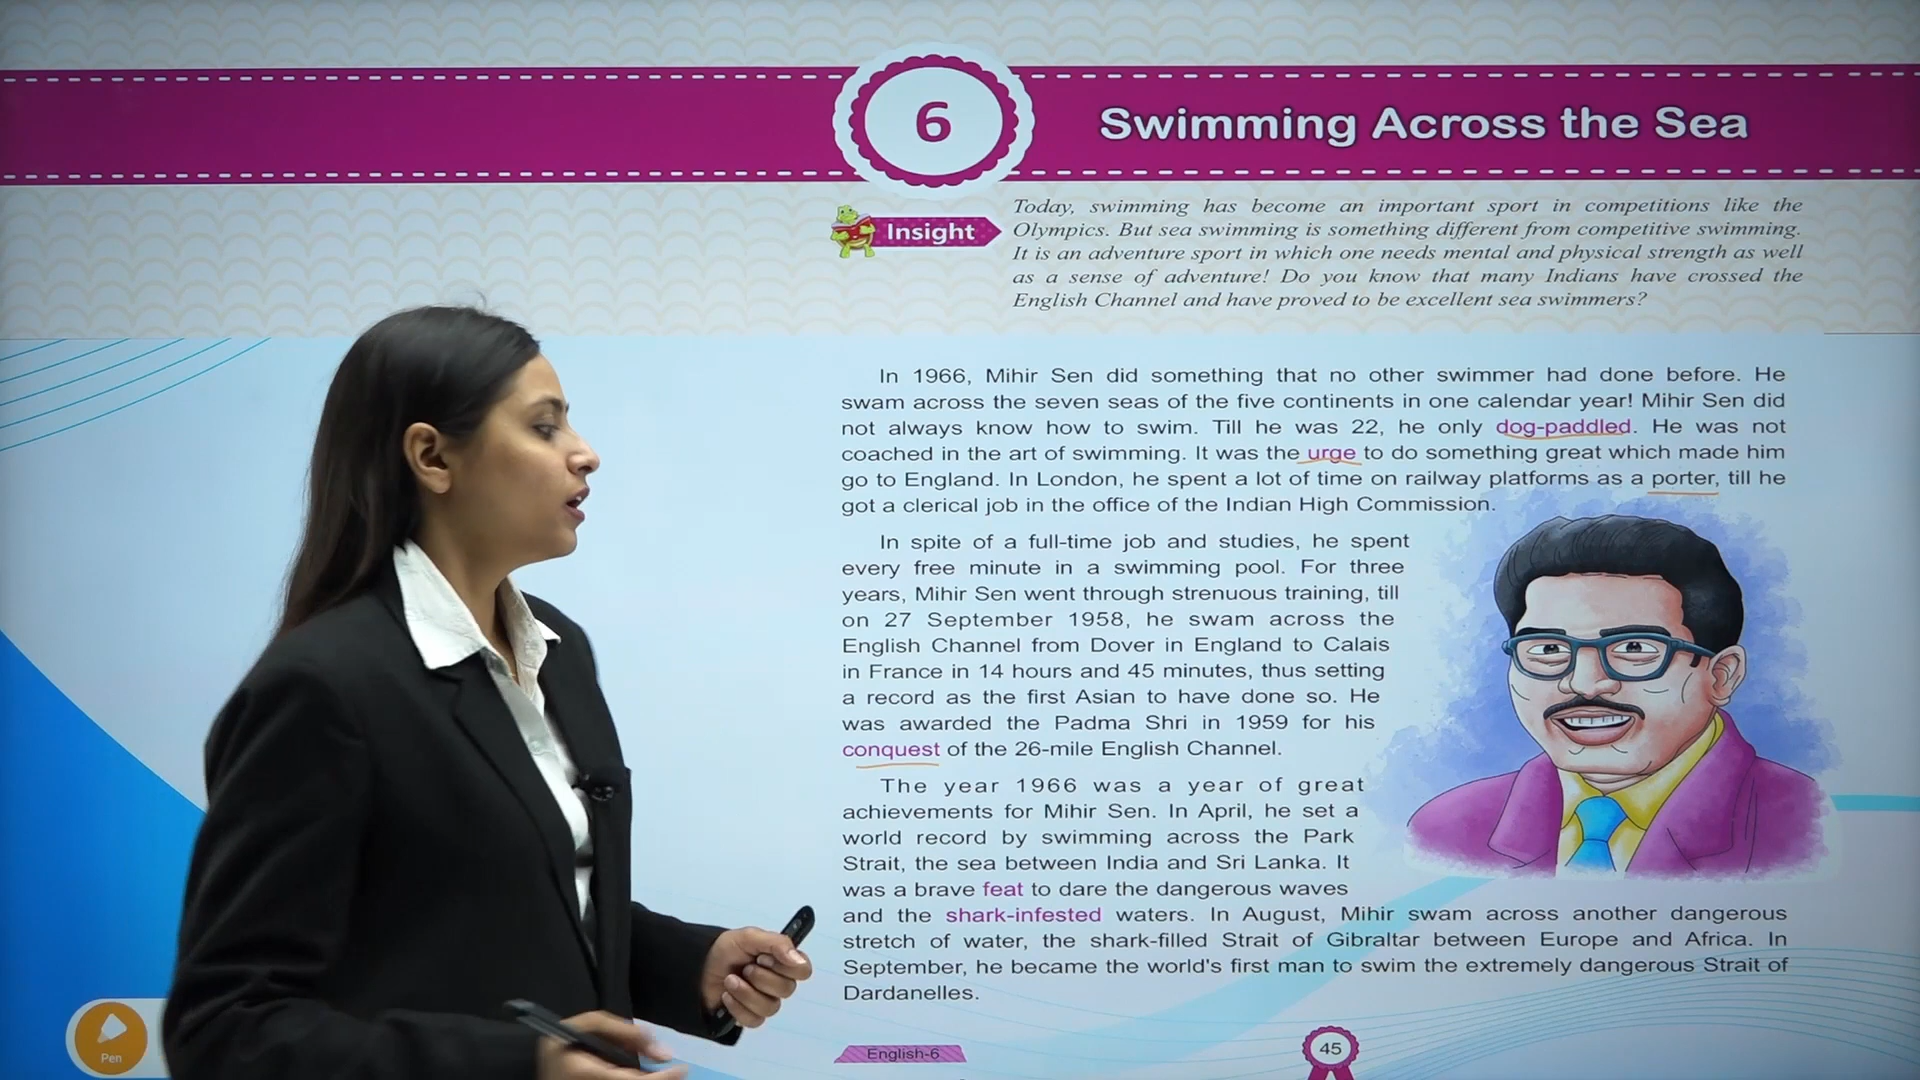 6
Swimming Across the Sea
Insight
Today, swimming has become an important sport in competitions like the
Olympics. But sea swimming is something different from competitive swimming.
It is an adventure sport in which one needs mental and physical strength as well
as a sense of adventure! Do you know that many Indians have crossed the
English Channel and have proved to be excellent sea swimmers?
In 1966, Mihir Sen did something that no other swimmer had done before. He
swam across the seven seas of the five continents in one calendar year! Mihir Sen did
not always know how to swim. Till he was 22, he only dog-paddled. He was not
coached in the art of swimming. It was the urge to do something great which made him
go to England. In London, he spent a lot of time on railway platforms as a porter, till he
got a clerical job in the office of the Indian High Commission.
In spite of a full-time job and studies, he spent
every free minute in a swimming pool. For three
years, Mihir Sen went through strenuous training, till
on 27 September 1958, he swam across the
English Channel from Dover in England to Calais
in France in 14 hours and 45 minutes, thus setting
a record as the first Asian to have done so. He
was awarded the Padma Shri in 1959 for his
conquest of the 26-mile English Channel.
The year 1966 was a year of great
achievements for Mihir Sen. In April, he set a
world record by swimming across the Park
Strait, the sea between India and Sri Lanka. It
was a brave feat to dare the dangerous waves
and the shark-infested waters. In August, Mihir swam across another dangerous
stretch of water, the shark-filled Strait of Gibraltar between Europe and Africa. In
September, he became the world's first man to swim the extremely dangerous Strait of
Dardanelles.
Pen
English-6
45